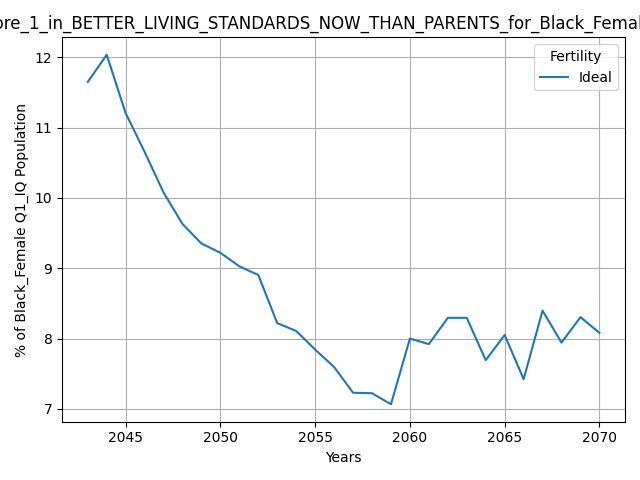 ore_1_in_BETTER_LIVING_STANDARDS_NOW_THAN_PARENTS_for_Black_Femal
Fertility
Ideal
% of Black_Female Q1_IQ Population
12
11
10
9
8
7
2045
2050
2055
2060
2065
2070
Years